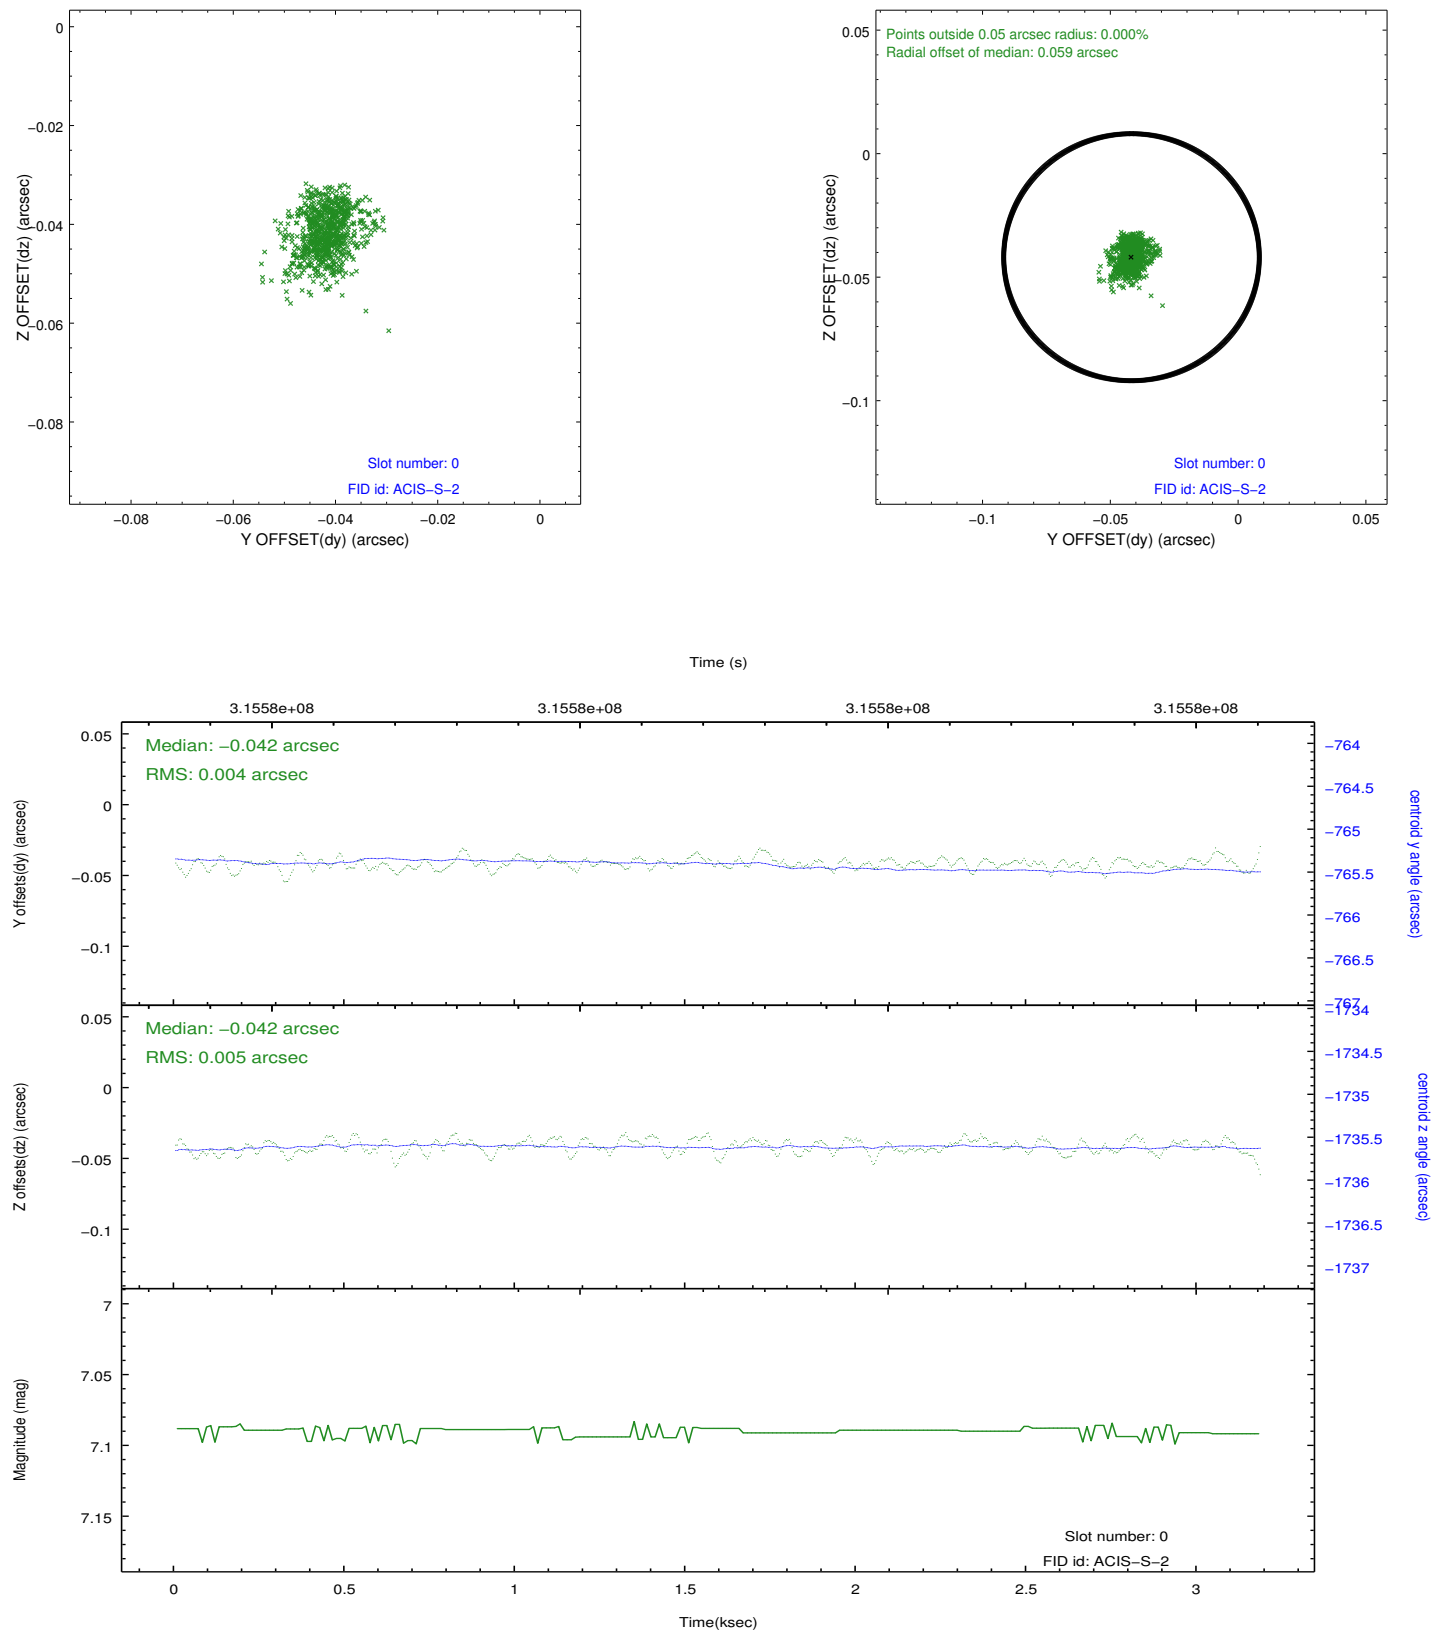 0
−0.02
−0.04
−0.06
−0.08
Z OFFSET(dz) (arcsec)
Slot number: 0
FID id: ACIS−S−2
−0.08
−0.06
−0.04
−0.02
0
Y OFFSET(dy) (arcsec)
Points outside 0.05 arcsec radius: 0.000%
Radial offset of median: 0.059 arcsec
0.05
0
−0.05
−0.1
Z OFFSET(dz) (arcsec)
Slot number: 0
FID id: ACIS−S−2
−0.1
−0.05
0
0.05
Y OFFSET(dy) (arcsec)
Time (s)
3.1558e+08
3.1558e+08
3.1558e+08
3.1558e+08
Median: −0.042 arcsec
RMS: 0.004 arcsec
0.05
0
−0.05
−0.1
Y offsets(dy) (arcsec)
−764
−764.5
−765
−765.5
−766
−766.5
−767
centroid y angle (arcsec)
Median: −0.042 arcsec
RMS: 0.005 arcsec
0.05
0
−0.05
−0.1
Z offsets(dz) (arcsec)
−1734
−1734.5
−1735
−1735.5
−1736
−1736.5
−1737
centroid z angle (arcsec)
7
7.05
7.1
7.15
Magnitude (mag)
Slot number: 0
FID id: ACIS−S−2
0
0.5
1
1.5
2
2.5
3
Time(ksec)